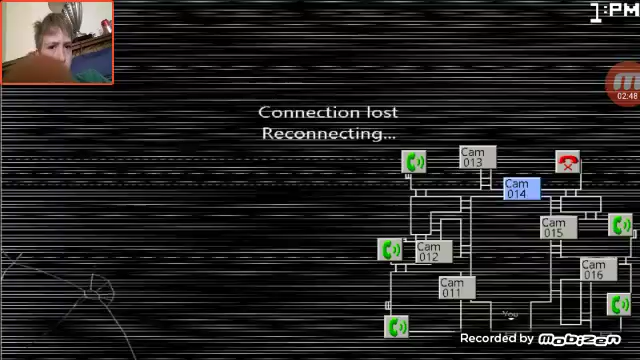 1:PM
02:48
Connection lost
Reconnecting...
Cam 013
Cam 014
Cam 015
Cam 012
Cam 016
Cam 011
You
Recorded by mobizen